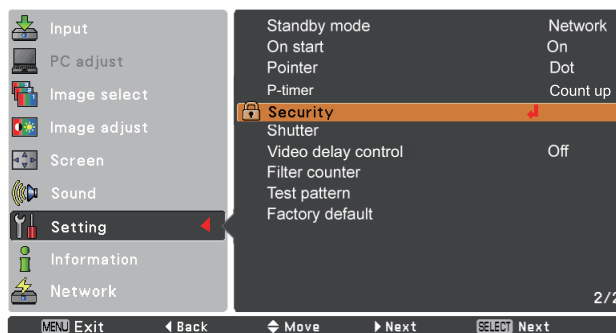 Input
PC adjust
Image select
Image adjust
Screen
Sound
Setting
Information
Network
Standby mode Network
On start On
Pointer Dot
P-timer Count up
Security
Shutter
Video delay control Off
Filter counter
Test pattern
Factory default
2/2
MENU Exit Back Move Next SELECT Next